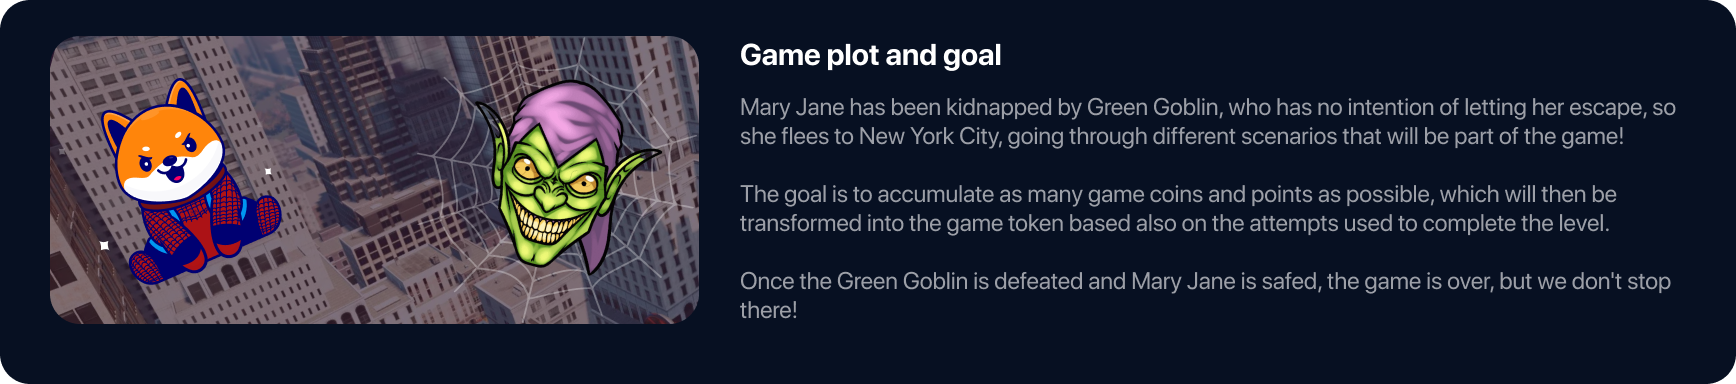 Game plot and goal
Mary Jane has been kidnapped by Green Goblin, who has no intention of letting her escape, so
she flees to New York City, going through different scenarios that will be part of the game!
The goal is to accumulate as many game coins and points as possible, which will then be
transformed into the game token based also on the attempts used to complete the level.
Once the Green Goblin is defeated and Mary Jane is safed, the game is over, but we don't stop
there!